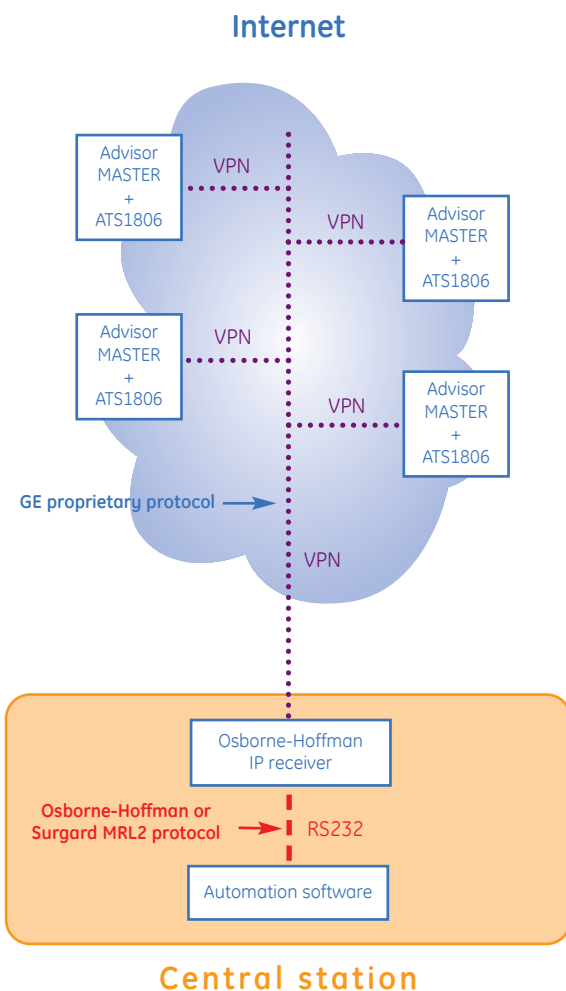 Internet
Advisor
MASTER
+
ATS1806
VPN
VPN
Advisor
MASTER
+
ATS1806
Advisor
MASTER
+
ATS1806
VPN
VPN
Advisor
MASTER
+
ATS1806
GE proprietary protocol
VPN
Osborne-Hoffman
IP receiver
Osborne-Hoffman or
Surgard MRL2 protocol
RS232
Automation software
Central station